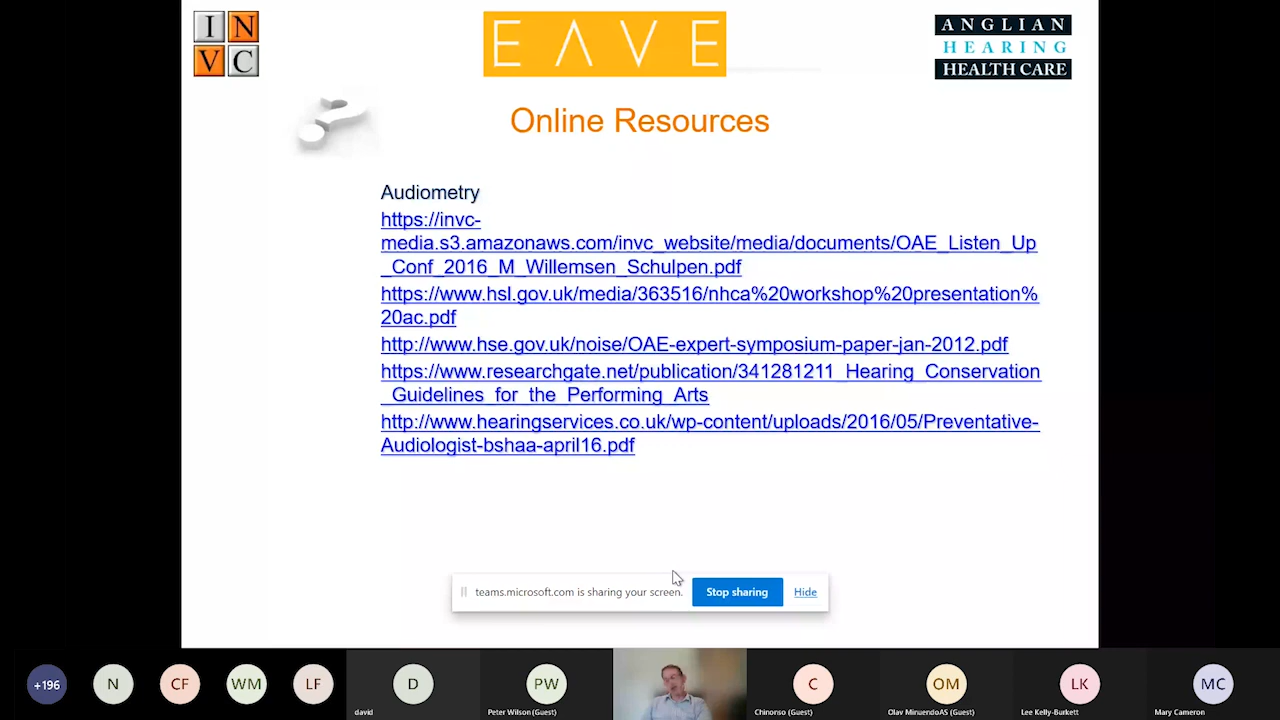 I N
V C
EAVE
ANGLIAN
HEARING
HEALTH CARE
Online Resources
Audiometry
https://invc-
media.s3.amazonaws.com/invc_website/media/documents/OAE_Listen_Up
_Conf_2016_M_Willemsen_Schulpen.pdf
https://www.hsl.gov.uk/media/363516/nhca%20workshop%20presentation%
20ac.pdf
http://www.hse.gov.uk/noise/OAE-expert-symposium-paper-jan-2012.pdf
https://www.researchgate.net/publication/341281211_Hearing_Conservation
_Guidelines_for_the_Performing_Arts
http://www.hearingservices.co.uk/wp-content/uploads/2016/05/Preventative-
Audiologist-bshaa-april16.pdf
teams.microsoft.com is sharing your screen. Stop sharing Hide
+196 N CF WM LF D PW C OM LK MC
david Peter Wilson (Guest) Chinonso (Guest) Olav MinuendoAS (Guest) Lee Kelly-Burkett Mary Cameron